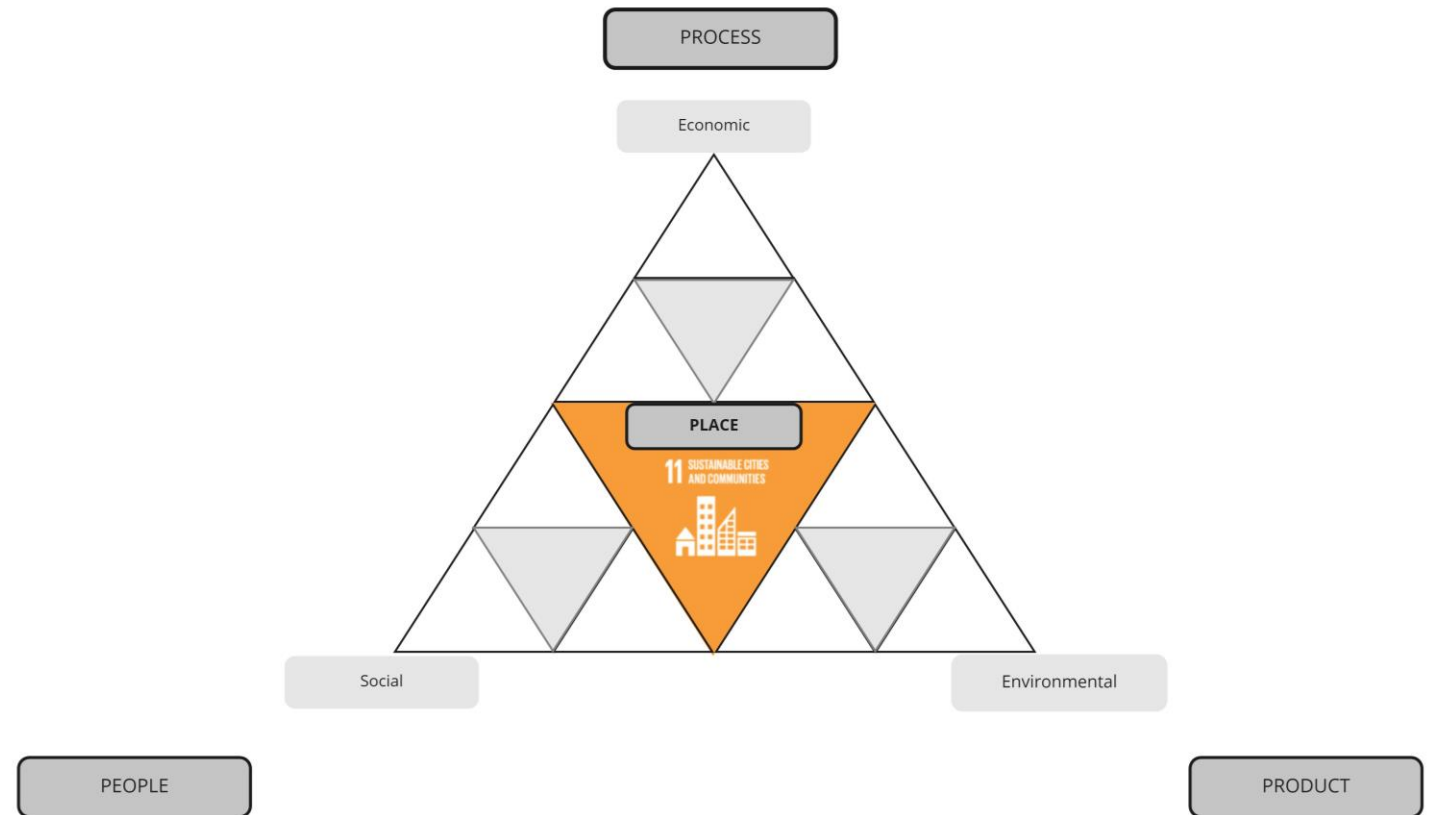 PROCESS
Economic
PLACE
11 SUSTAINABLE CITIES
AND COMMUNITIES
Social
Environmental
PEOPLE
PRODUCT